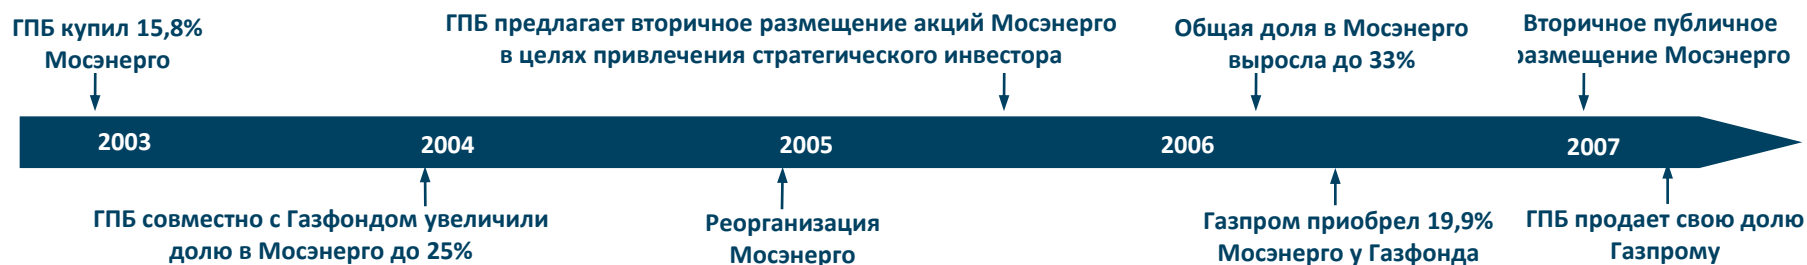 ГПБ купил 15,8%
Мосэнерго
ГПБ предлагает вторичное размещение акций Мосэнерго
в целях привлечения стратегического инвестора
Общая доля в Мосэнерго
выросла до 33%
Вторичное публичное
размещение Мосэнерго
2003
2004
2005
2006
2007
ГПБ совместно с Газфондом увеличили
долю в Мосэнерго до 25%
Реорганизация
Мосэнерго
Газпром приобрел 19,9%
Мосэнерго у Газфонда
ГПБ продает свою долю
Газпрому